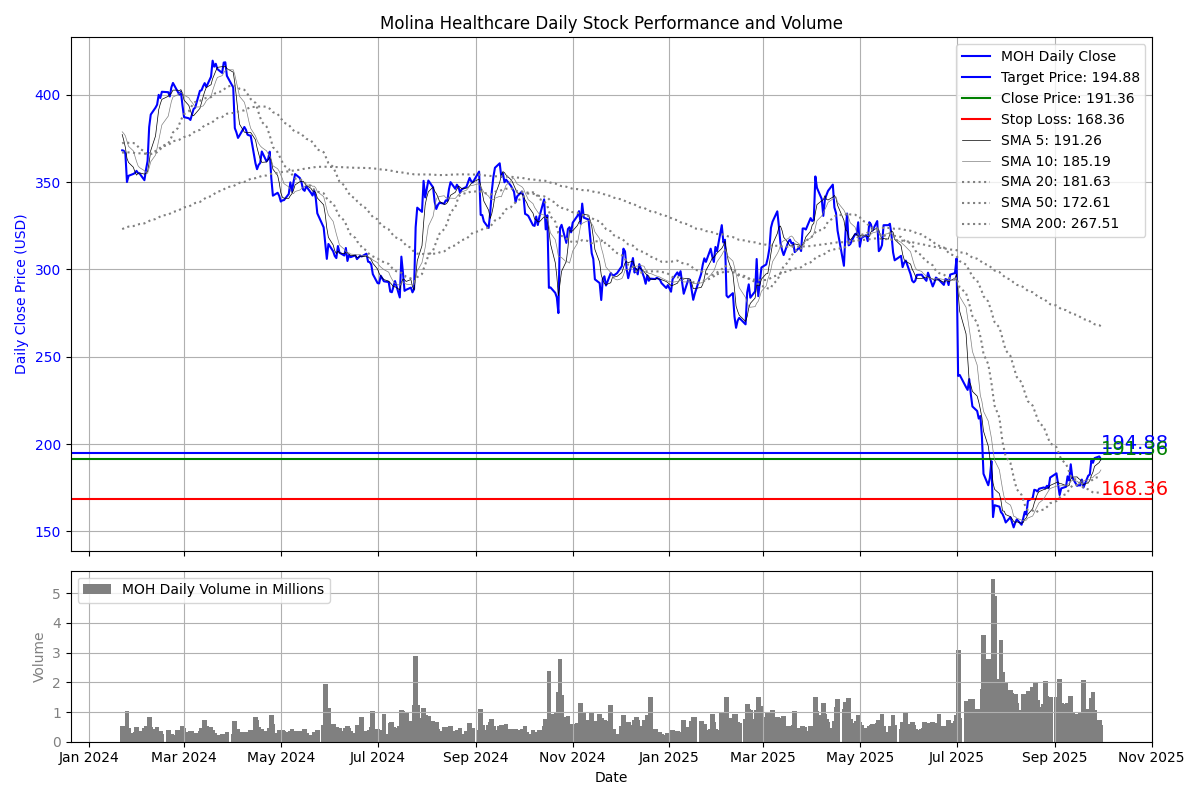 Molina Healthcare Daily Stock Performance and Volume
MOH Daily Close
Target Price: 194.88
Close Price: 191.36
Stop Loss: 168.36
SMA 5: 191.26
SMA 10: 185.19
SMA 20: 181.63
SMA 50: 172.61
SMA 200: 267.51
Daily Close Price (USD)
400
350
300
250
200
150
194.88
191.36
168.36
MOH Daily Volume in Millions
Volume
5
4
3
2
1
0
Jan 2024 Mar 2024 May 2024 Jul 2024 Sep 2024 Nov 2024 Jan 2025 Mar 2025 May 2025 Jul 2025 Sep 2025 Nov 2025
Date